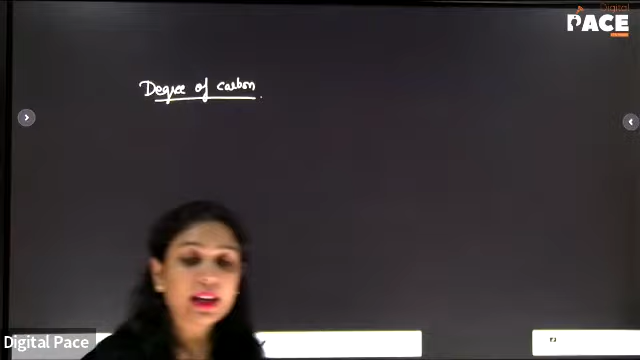 Digital
PACE
Degree of carbon.
Digital Pace